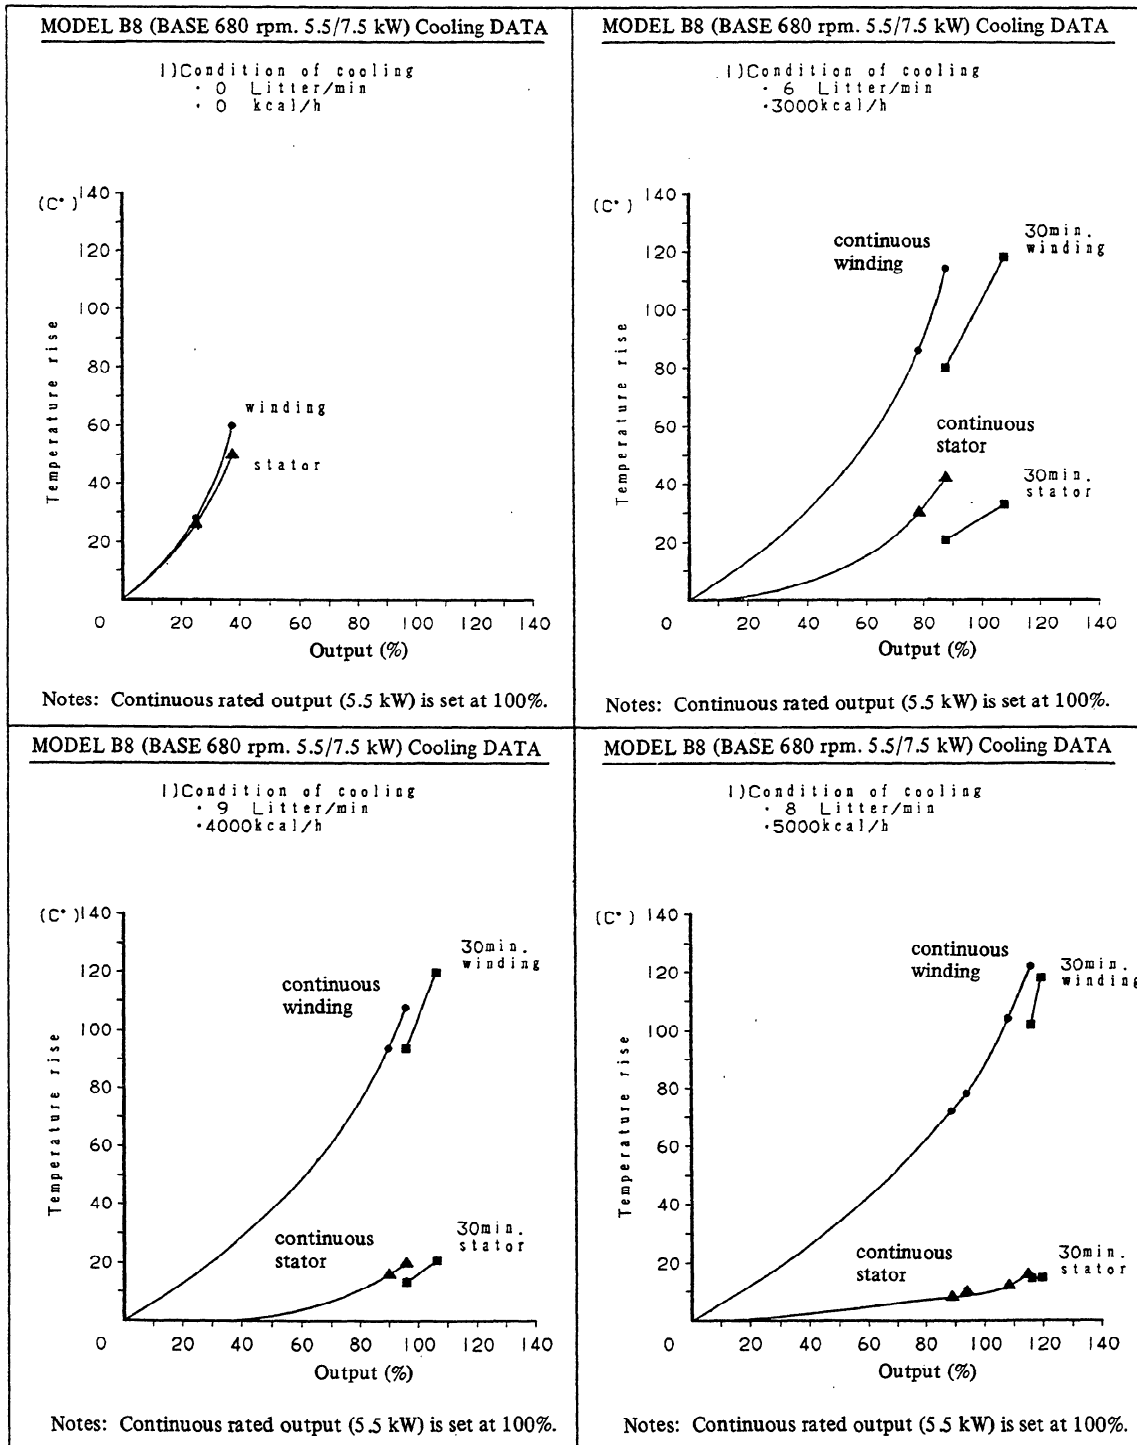 MODEL B8 (BASE 680 rpm. 5.5/7.5 kW) Cooling DATA
1)Condition of cooling
· 0 Litter/min
· 0 kcal/h
(C°)
140
120
100
80
60
40
20
Temperature rise
winding
stator
0 20 40 60 80 100 120 140
Output (%)
Notes: Continuous rated output (5.5 kW) is set at 100%.
MODEL B8 (BASE 680 rpm. 5.5/7.5 kW) Cooling DATA
1)Condition of cooling
· 6 Litter/min
·3000kcal/h
(C°)
140
120
100
80
60
40
20
Temperature rise
continuous
winding
30min.
winding
continuous
stator
30min.
stator
0 20 40 60 80 100 120 140
Output (%)
Notes: Continuous rated output (5.5 kW) is set at 100%.
MODEL B8 (BASE 680 rpm. 5.5/7.5 kW) Cooling DATA
1)Condition of cooling
· 9 Litter/min
·4000kcal/h
(C°)
140
120
100
80
60
40
20
Temperature rise
continuous
winding
30min.
winding
continuous
stator
30min.
stator
0 20 40 60 80 100 120 140
Output (%)
Notes: Continuous rated output (5.5 kW) is set at 100%.
MODEL B8 (BASE 680 rpm. 5.5/7.5 kW) Cooling DATA
1)Condition of cooling
· 8 Litter/min
·5000kcal/h
(C°)
140
120
100
80
60
40
20
Temperature rise
continuous
winding
30min.
winding
continuous
stator
30min.
stator
0 20 40 60 80 100 120 140
Output (%)
Notes: Continuous rated output (5.5 kW) is set at 100%.